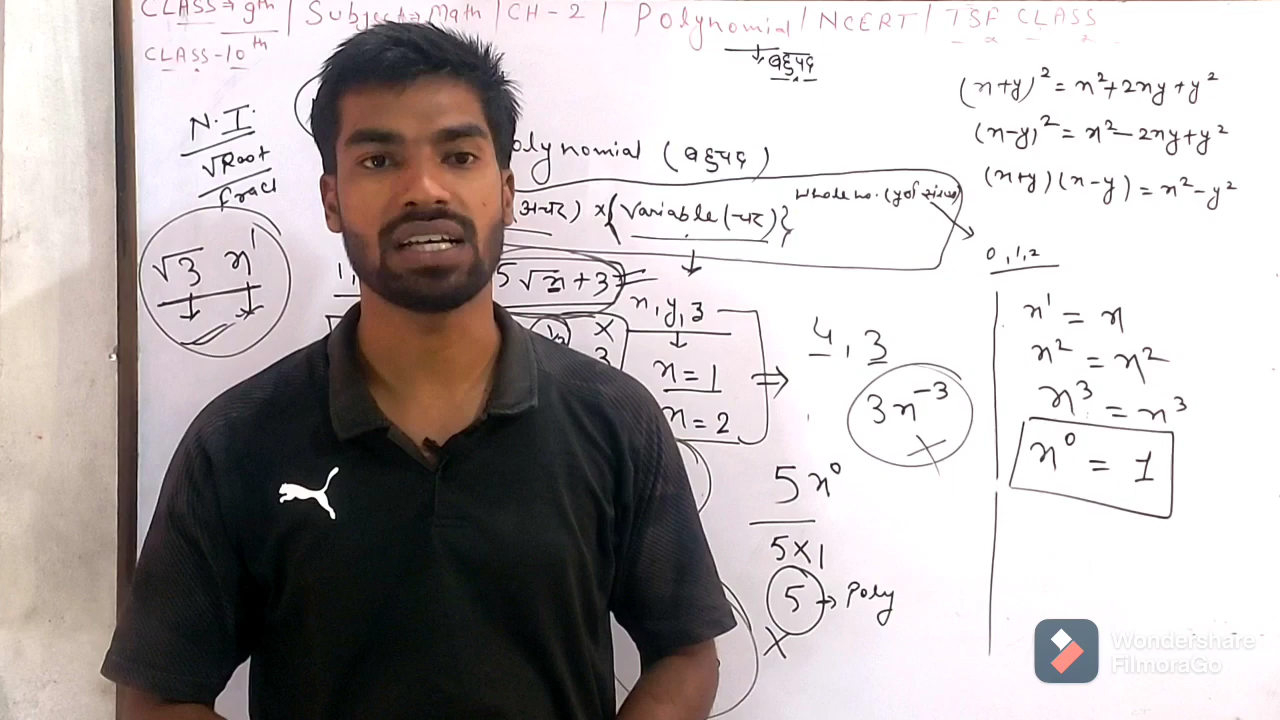 CLASS → 9th / Subject → Math / CH-2 / Polynomial / NCERT / TSF CLASS
CLASS-10th
बहुपद
N.I.
√Root
fract
√3 x¹
olynomial (बहुपद)
अचर) × {Variable (चर)}
Whole no. (पूर्ण संख्या)
0,1,2
5√x+3
x, y, 3
x = 1
x = 2
4, 3
3x⁻³
×
5x⁰
5×1
5 → Poly
×
(x+y)² = x²+2xy+y²
(x-y)² = x²-2xy+y²
(x+y)(x-y) = x²-y²
x¹ = x
x² = x²
x³ = x³
x⁰ = 1
Wondershare
FilmoraGo